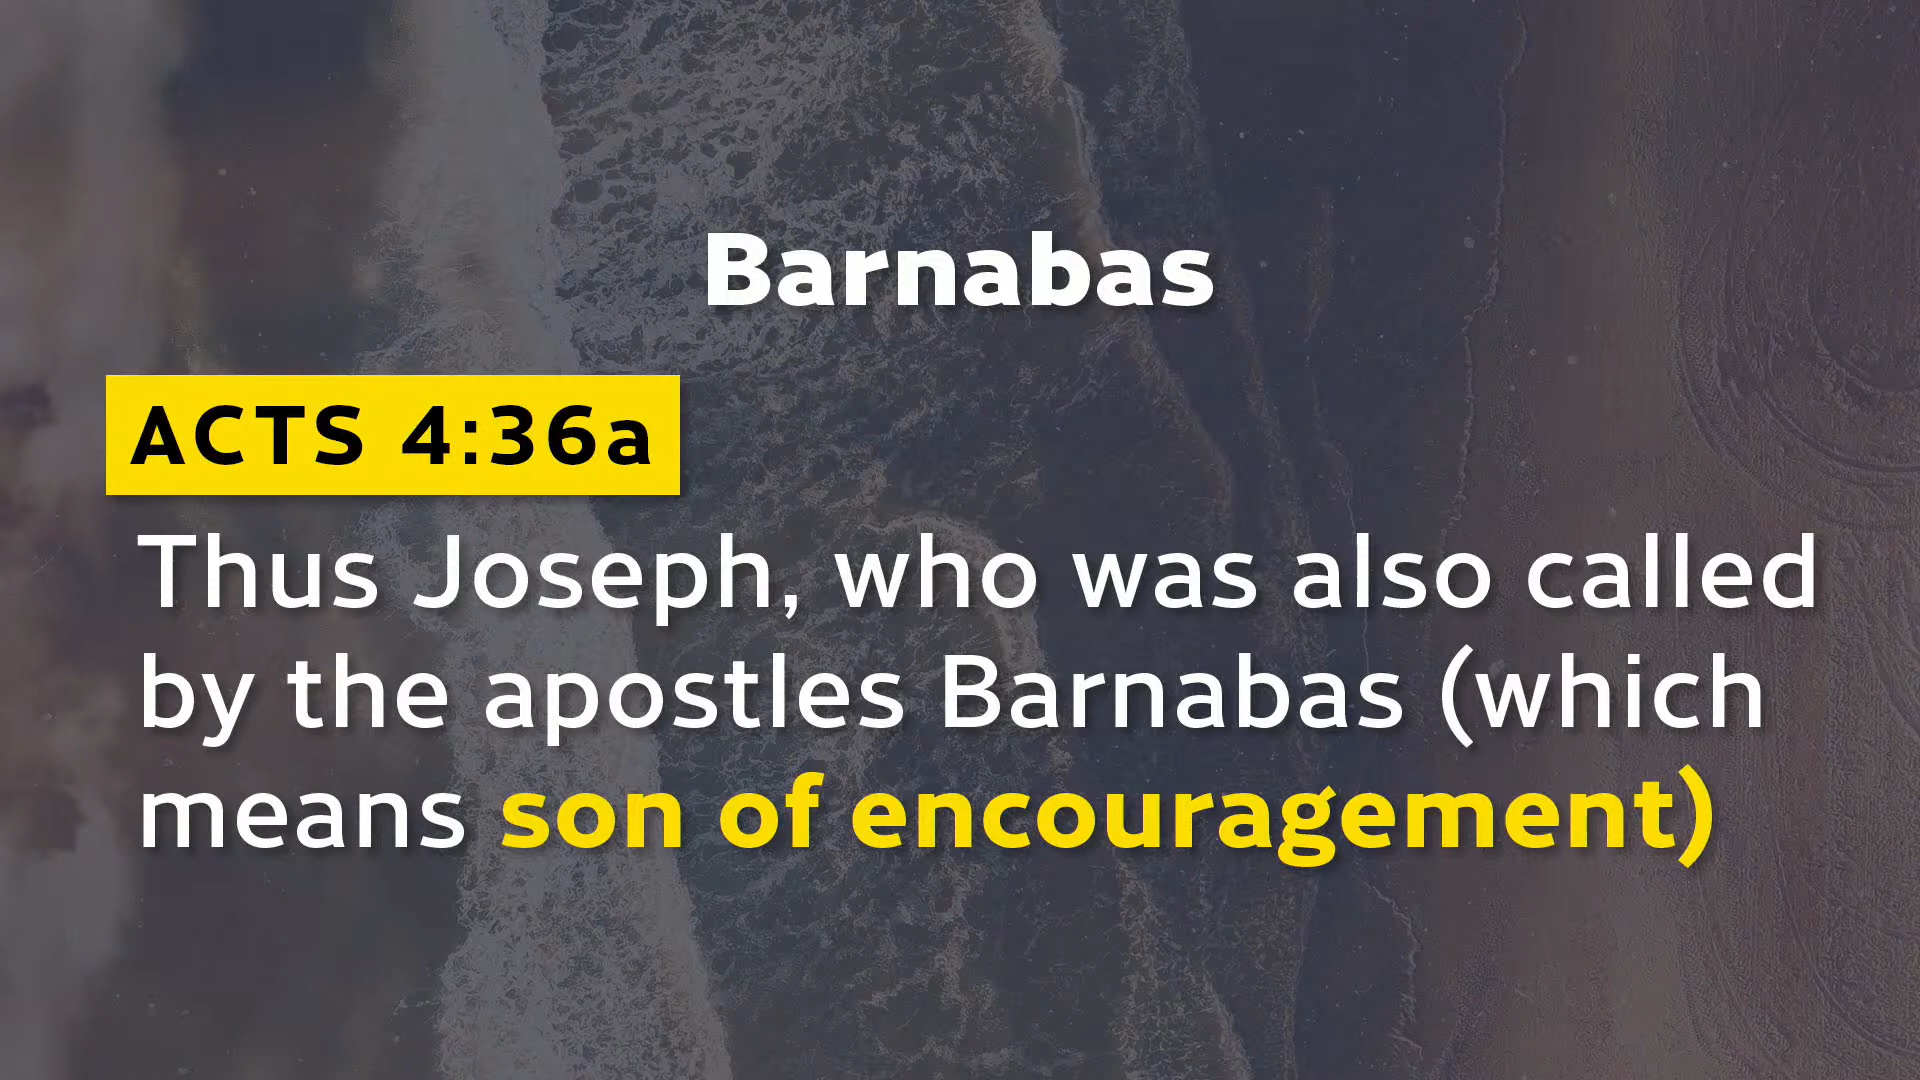 Barnabas
ACTS 4:36a
Thus Joseph, who was also called
by the apostles Barnabas (which
means son of encouragement)